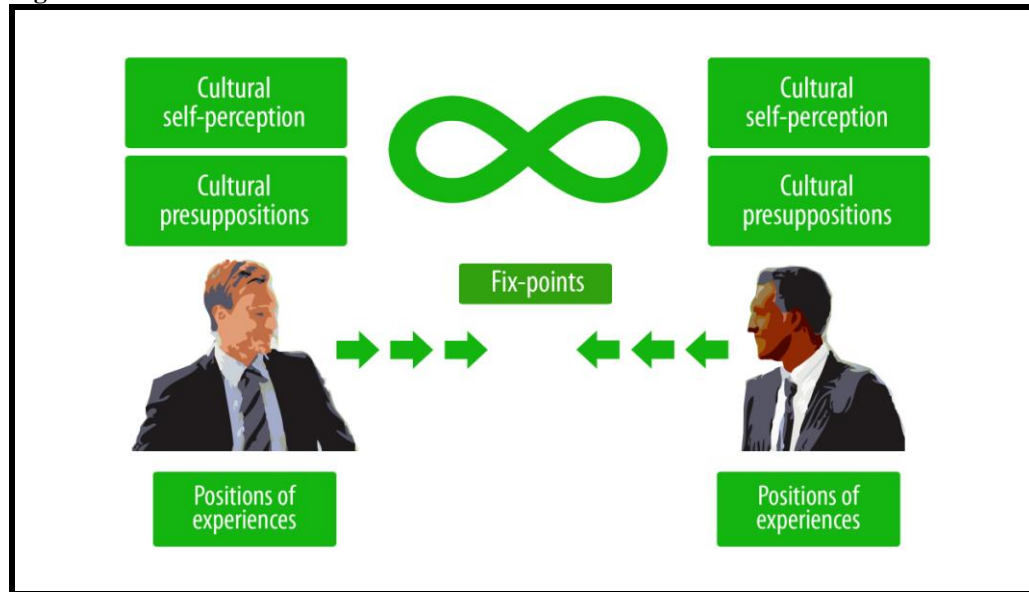 Cultural
self-perception
Cultural
self-perception
Cultural
presuppositions
Cultural
presuppositions
Fix-points
Positions of
experiences
Positions of
experiences